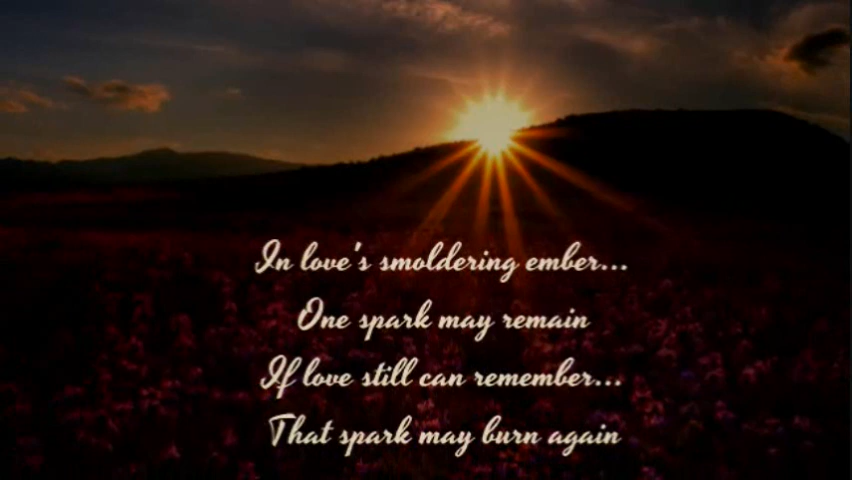 In love's smoldering ember...
One spark may remain
If love still can remember...
That spark may burn again